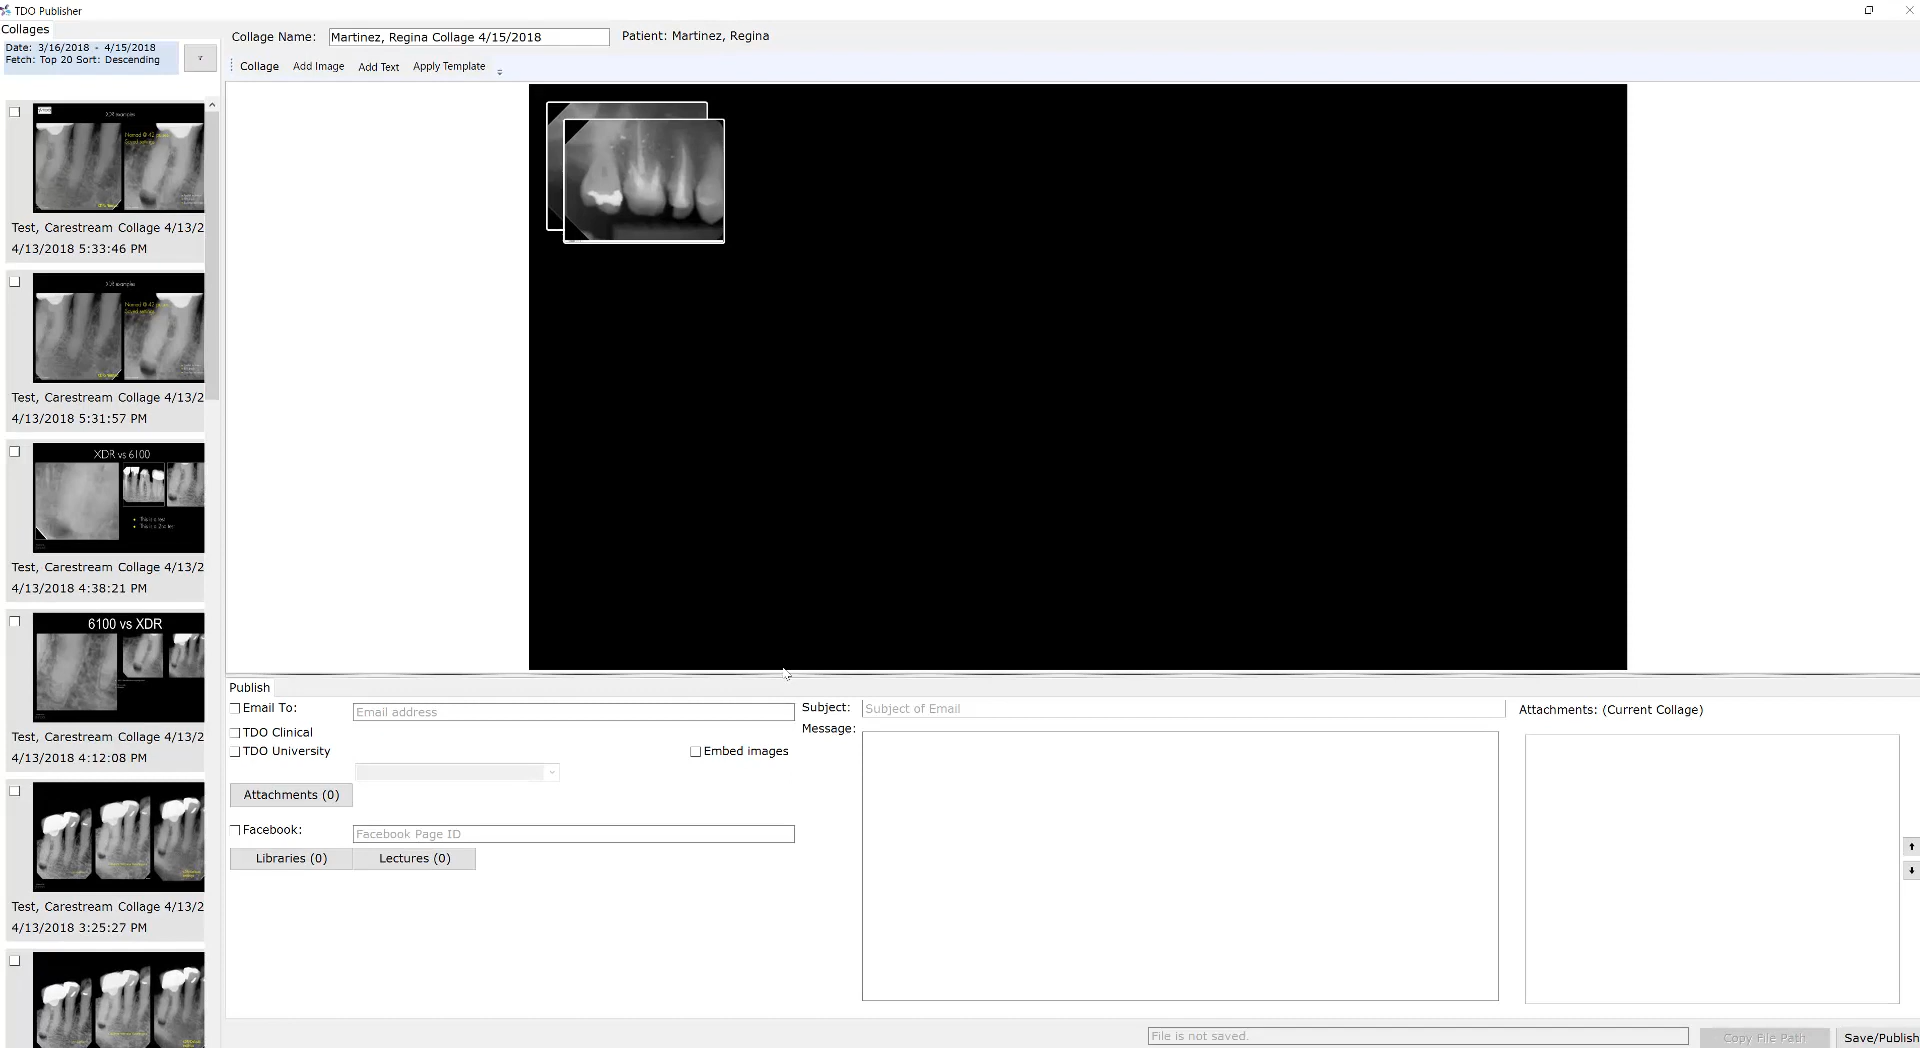 TDO Publisher
Collages
Date: 3/16/2018 - 4/15/2018
Fetch: Top 20 Sort: Descending
Collage Name: Martinez, Regina Collage 4/15/2018 Patient: Martinez, Regina
Collage Add Image Add Text Apply Template
Test, Carestream Collage 4/13/2
4/13/2018 5:33:46 PM
Test, Carestream Collage 4/13/2
4/13/2018 5:31:57 PM
XDR vs 6100
Test, Carestream Collage 4/13/2
4/13/2018 4:38:21 PM
6100 vs XDR
Test, Carestream Collage 4/13/2
4/13/2018 4:12:08 PM
Test, Carestream Collage 4/13/2
4/13/2018 3:25:27 PM
Publish
Email To: Email address
TDO Clinical
TDO University
Embed images
Attachments (0)
Facebook: Facebook Page ID
Libraries (0) Lectures (0)
Subject: Subject of Email
Message:
Attachments: (Current Collage)
File is not saved. Copy File Path Save/Publish